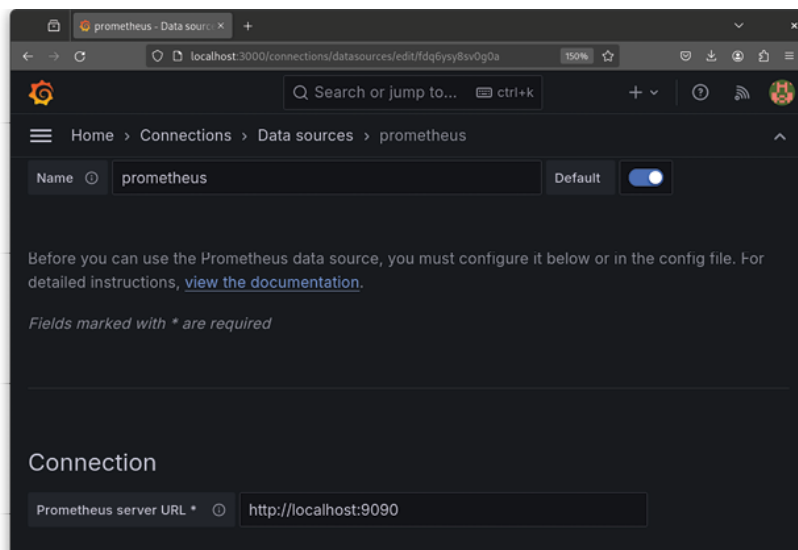 prometheus - Data sourc
localhost:3000/connections/datasources/edit/fdq6ysy8sv0g0a 150%
Search or jump to... ctrl+k
Home › Connections › Data sources › prometheus
Name prometheus Default
Before you can use the Prometheus data source, you must configure it below or in the config file. For
detailed instructions, view the documentation.
Fields marked with * are required
Connection
Prometheus server URL * http://localhost:9090